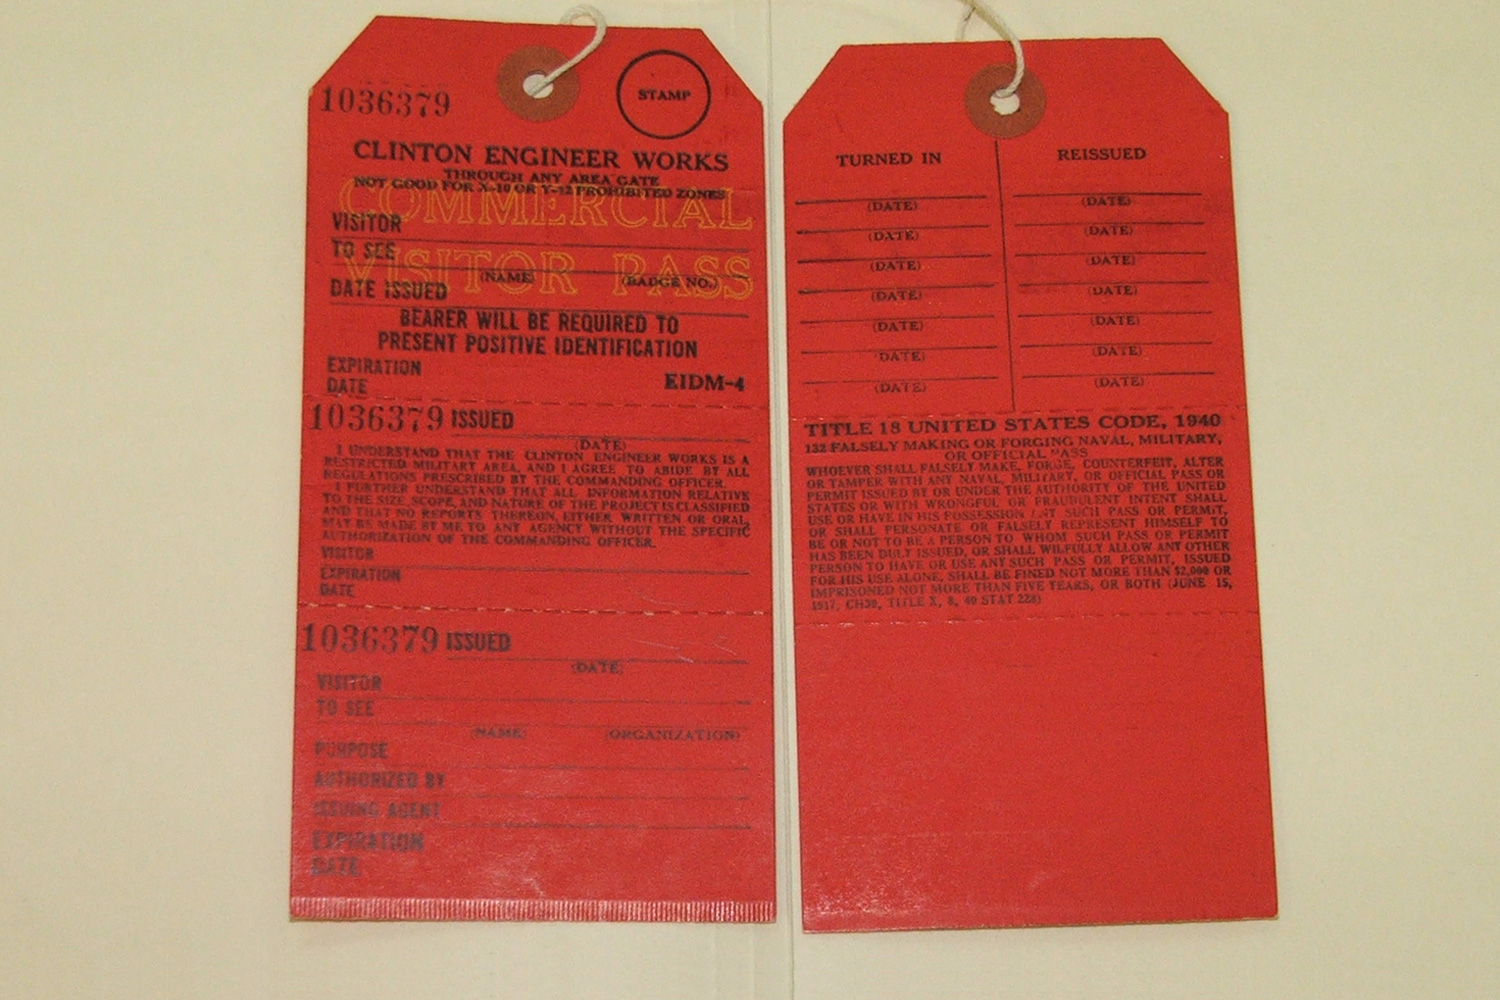 1036379
STAMP
CLINTON ENGINEER WORKS
THROUGH ANY AREA GATE
NOT GOOD FOR X-10 OR Y-12 PROHIBITED ZONES
COMMERCIAL
VISITOR PASS
VISITOR
TO SEE
(NAME) (BADGE NO.)
DATE ISSUED
BEARER WILL BE REQUIRED TO
PRESENT POSITIVE IDENTIFICATION
EXPIRATION
DATE
EIDM-4
1036379 ISSUED
(DATE)
I UNDERSTAND THAT THE CLINTON ENGINEER WORKS IS A
RESTRICTED MILITARY AREA, AND I AGREE TO ABIDE BY ALL
REGULATIONS PRESCRIBED BY THE COMMANDING OFFICER.
I FURTHER UNDERSTAND THAT ALL INFORMATION RELATIVE
TO THE SIZE SCOPE, AND NATURE OF THE PROJECT IS CLASSIFIED
AND THAT NO REPORTS THEREON, EITHER WRITTEN OR ORAL,
MAY BE MADE BY ME TO ANY AGENCY WITHOUT THE SPECIFIC
AUTHORIZATION OF THE COMMANDING OFFICER.
VISITOR
EXPIRATION
DATE
1036379 ISSUED
(DATE)
VISITOR
TO SEE
(NAME) (ORGANIZATION)
PURPOSE
AUTHORIZED BY
ISSUING AGENT
EXPIRATION
DATE
TURNED IN REISSUED
(DATE) (DATE)
(DATE) (DATE)
(DATE) (DATE)
(DATE) (DATE)
(DATE) (DATE)
(DATE) (DATE)
(DATE) (DATE)
TITLE 18 UNITED STATES CODE, 1940
132 FALSELY MAKING OR FORGING NAVAL, MILITARY,
OR OFFICIAL PASS
WHOEVER SHALL FALSELY MAKE, FORGE, COUNTERFEIT, ALTER
OR TAMPER WITH ANY NAVAL, MILITARY, OR OFFICIAL PASS OR
PERMIT ISSUED BY OR UNDER THE AUTHORITY OF THE UNITED
STATES OR WITH WRONGFUL OR FRAUDULENT INTENT SHALL
USE OR HAVE IN HIS POSSESSION ANY SUCH PASS OR PERMIT,
OR SHALL PERSONATE OR FALSELY REPRESENT HIMSELF TO
BE OR NOT TO BE A PERSON TO WHOM SUCH PASS OR PERMIT
HAS BEEN DULY ISSUED, OR SHALL WILFULLY ALLOW ANY OTHER
PERSON TO HAVE OR USE ANY SUCH PASS OR PERMIT, ISSUED
FOR HIS USE ALONE, SHALL BE FINED NOT MORE THAN $2,000 OR
IMPRISONED NOT MORE THAN FIVE YEARS, OR BOTH (JUNE 15,
1917, CH30, TITLE X, 8, 40 STAT 228)